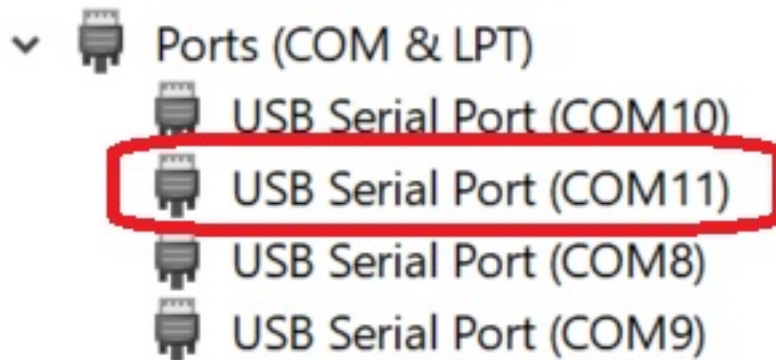 Ports (COM & LPT)
USB Serial Port (COM10)
USB Serial Port (COM11)
USB Serial Port (COM8)
USB Serial Port (COM9)